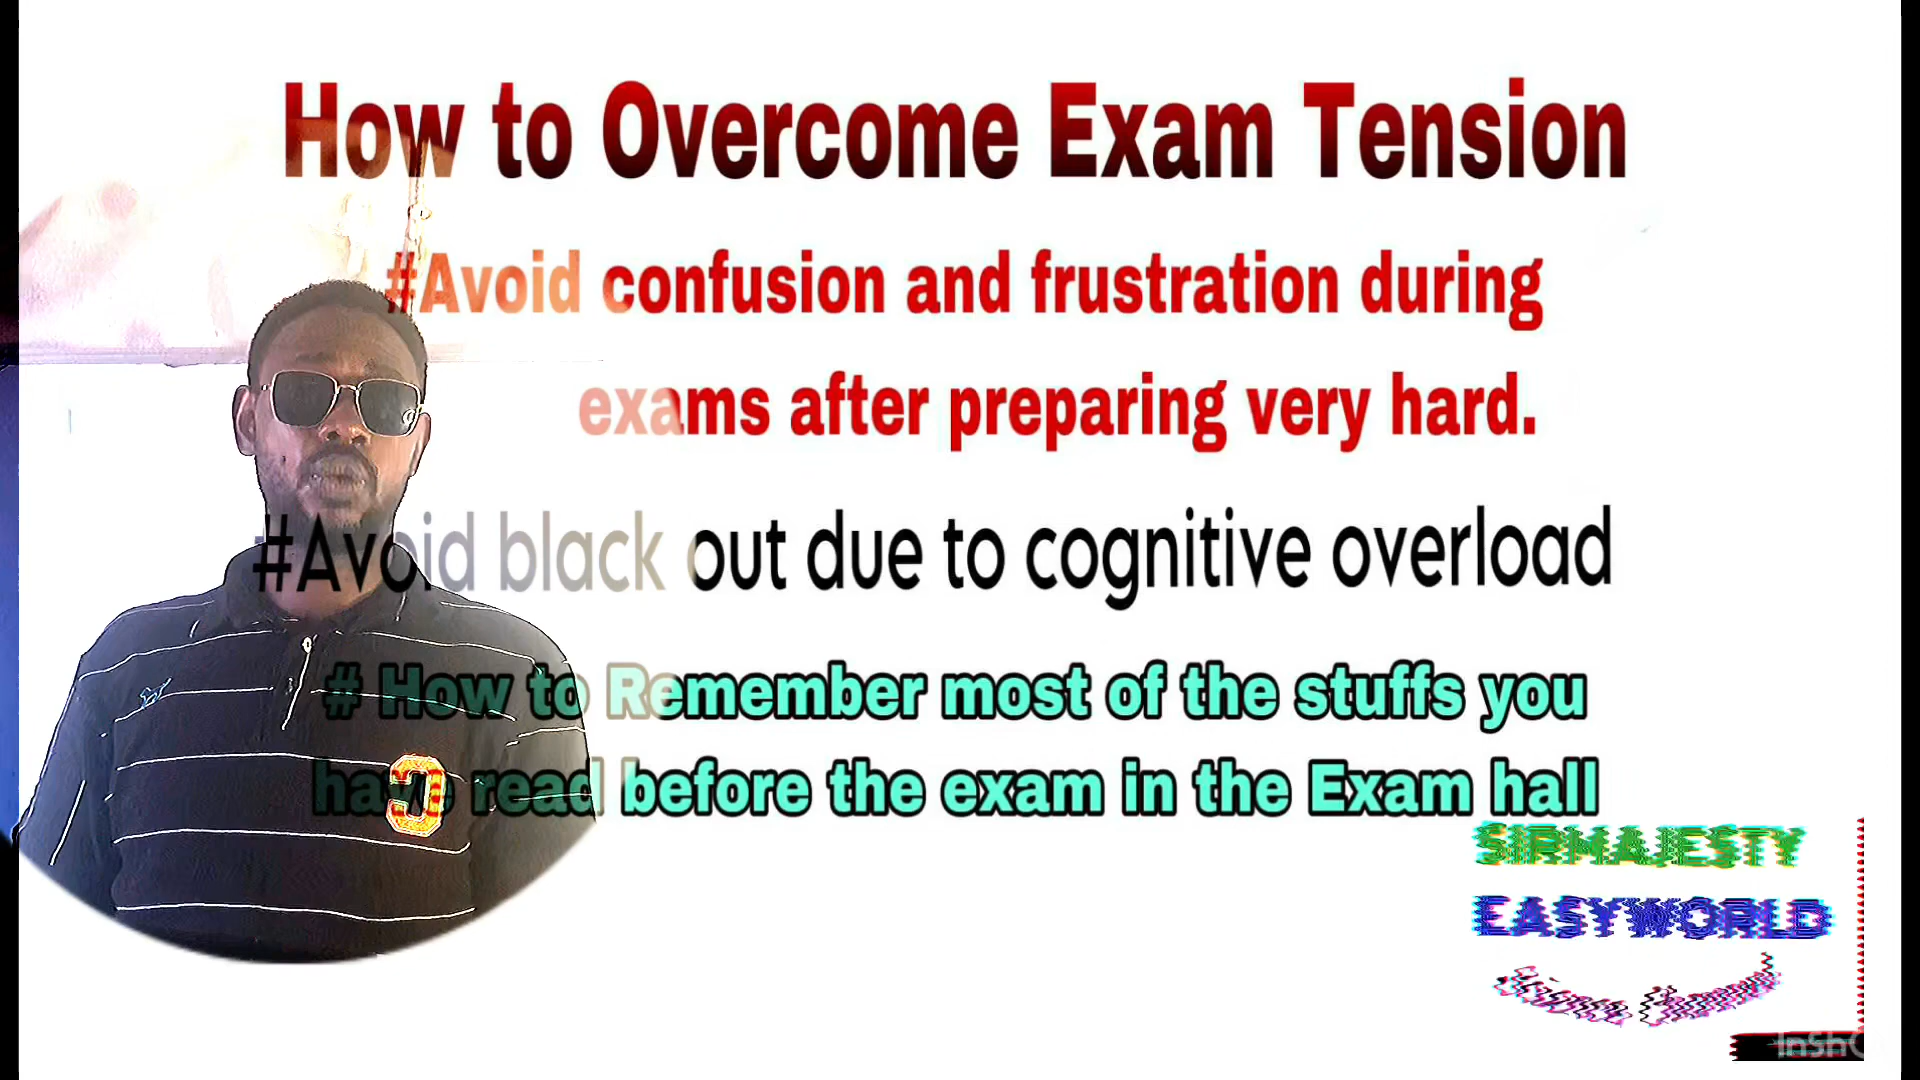 How to Overcome Exam Tension
#Avoid confusion and frustration during
exams after preparing very hard.
#Avoid black out due to cognitive overload
# How to Remember most of the stuffs you
have read before the exam in the Exam hall
SIRMAJESTY
EASYWORLD